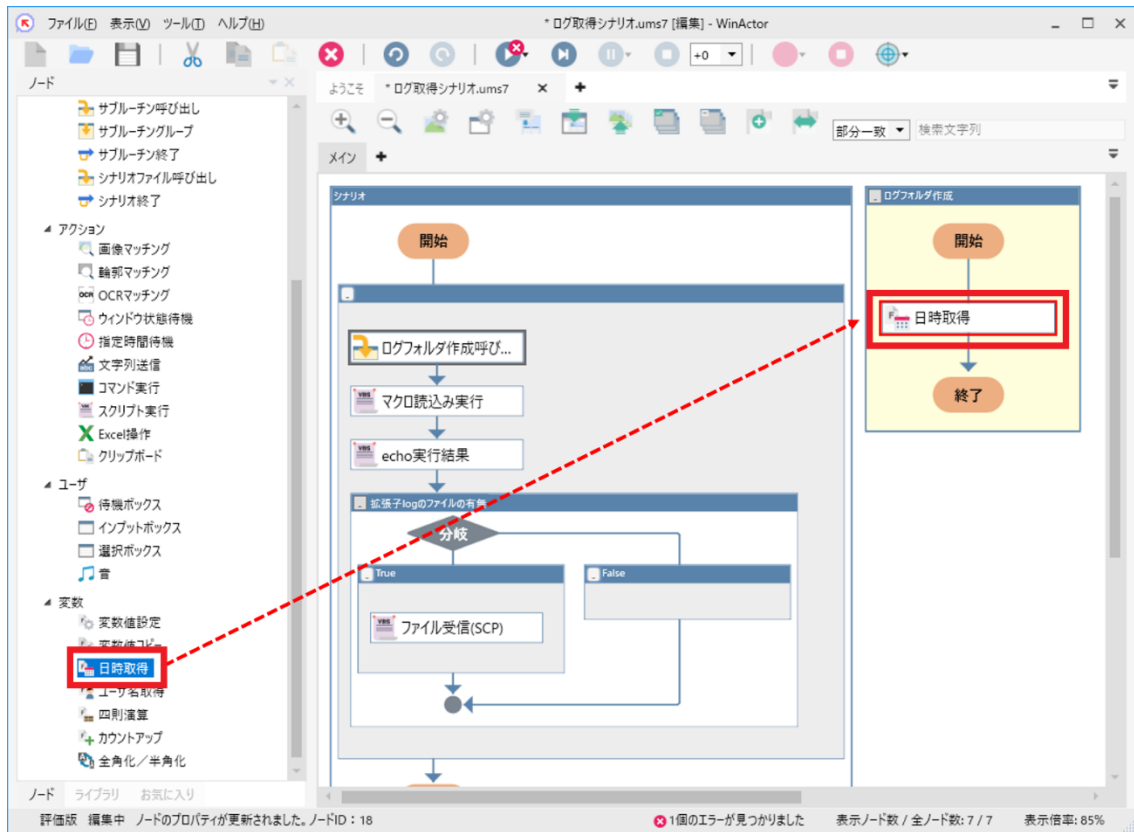 ファイル(F) 表示(V) ツール(T) ヘルプ(H)
* ログ取得シナリオ.ums7 [編集] - WinActor
+0
ノード
サブルーチン呼び出し
サブルーチングループ
サブルーチン終了
シナリオファイル呼び出し
シナリオ終了
アクション
画像マッチング
輪郭マッチング
OCRマッチング
ウィンドウ状態待機
指定時間待機
文字列送信
コマンド実行
スクリプト実行
Excel操作
クリップボード
ユーザ
待機ボックス
インプットボックス
選択ボックス
音
変数
変数値設定
変数値コピー
日時取得
ユーザ名取得
四則演算
カウントアップ
全角化／半角化
ノード ライブラリ お気に入り
ようこそ * ログ取得シナリオ.ums7
部分一致 検索文字列
メイン
シナリオ
開始
ログフォルダ作成呼び...
マクロ読込み実行
echo実行結果
拡張子logのファイルの有無
分岐
True
ファイル受信(SCP)
False
ログフォルダ作成
開始
日時取得
終了
評価版 編集中 ノードのプロパティが更新されました。ノードID：18
1個のエラーが見つかりました 表示ノード数 / 全ノード数: 7 / 7 表示倍率: 85%